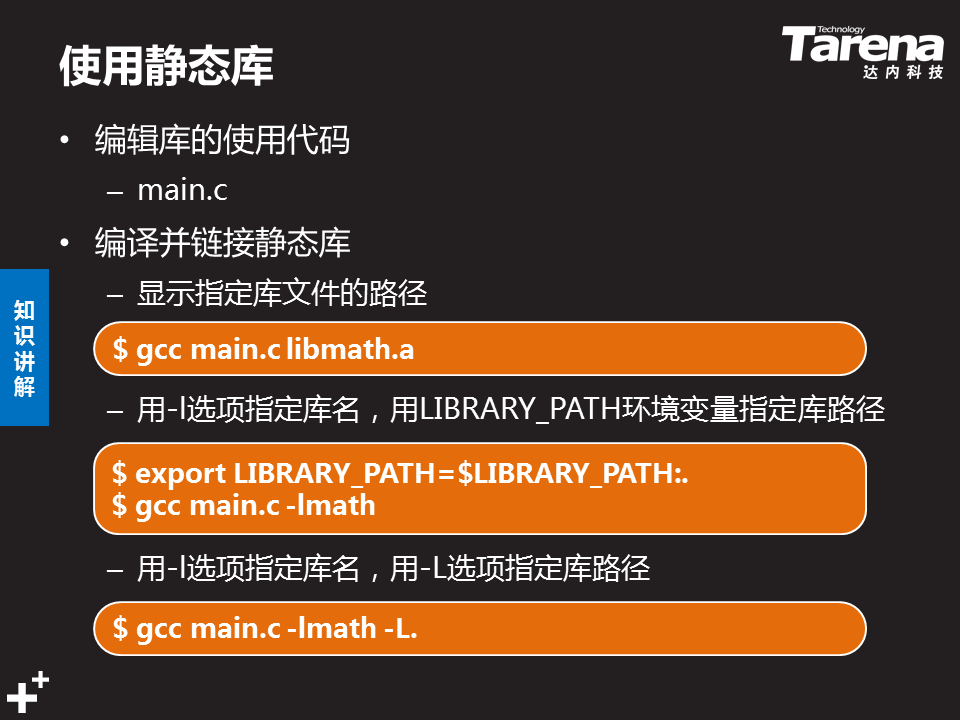 使用静态库
Technology
Tarena
达内科技
• 编辑库的使用代码
– main.c
• 编译并链接静态库
– 显示指定库文件的路径
$ gcc main.c libmath.a
– 用-l选项指定库名，用LIBRARY_PATH环境变量指定库路径
$ export LIBRARY_PATH=$LIBRARY_PATH:.
$ gcc main.c -lmath
– 用-l选项指定库名，用-L选项指定库路径
$ gcc main.c -lmath -L.
知识讲解